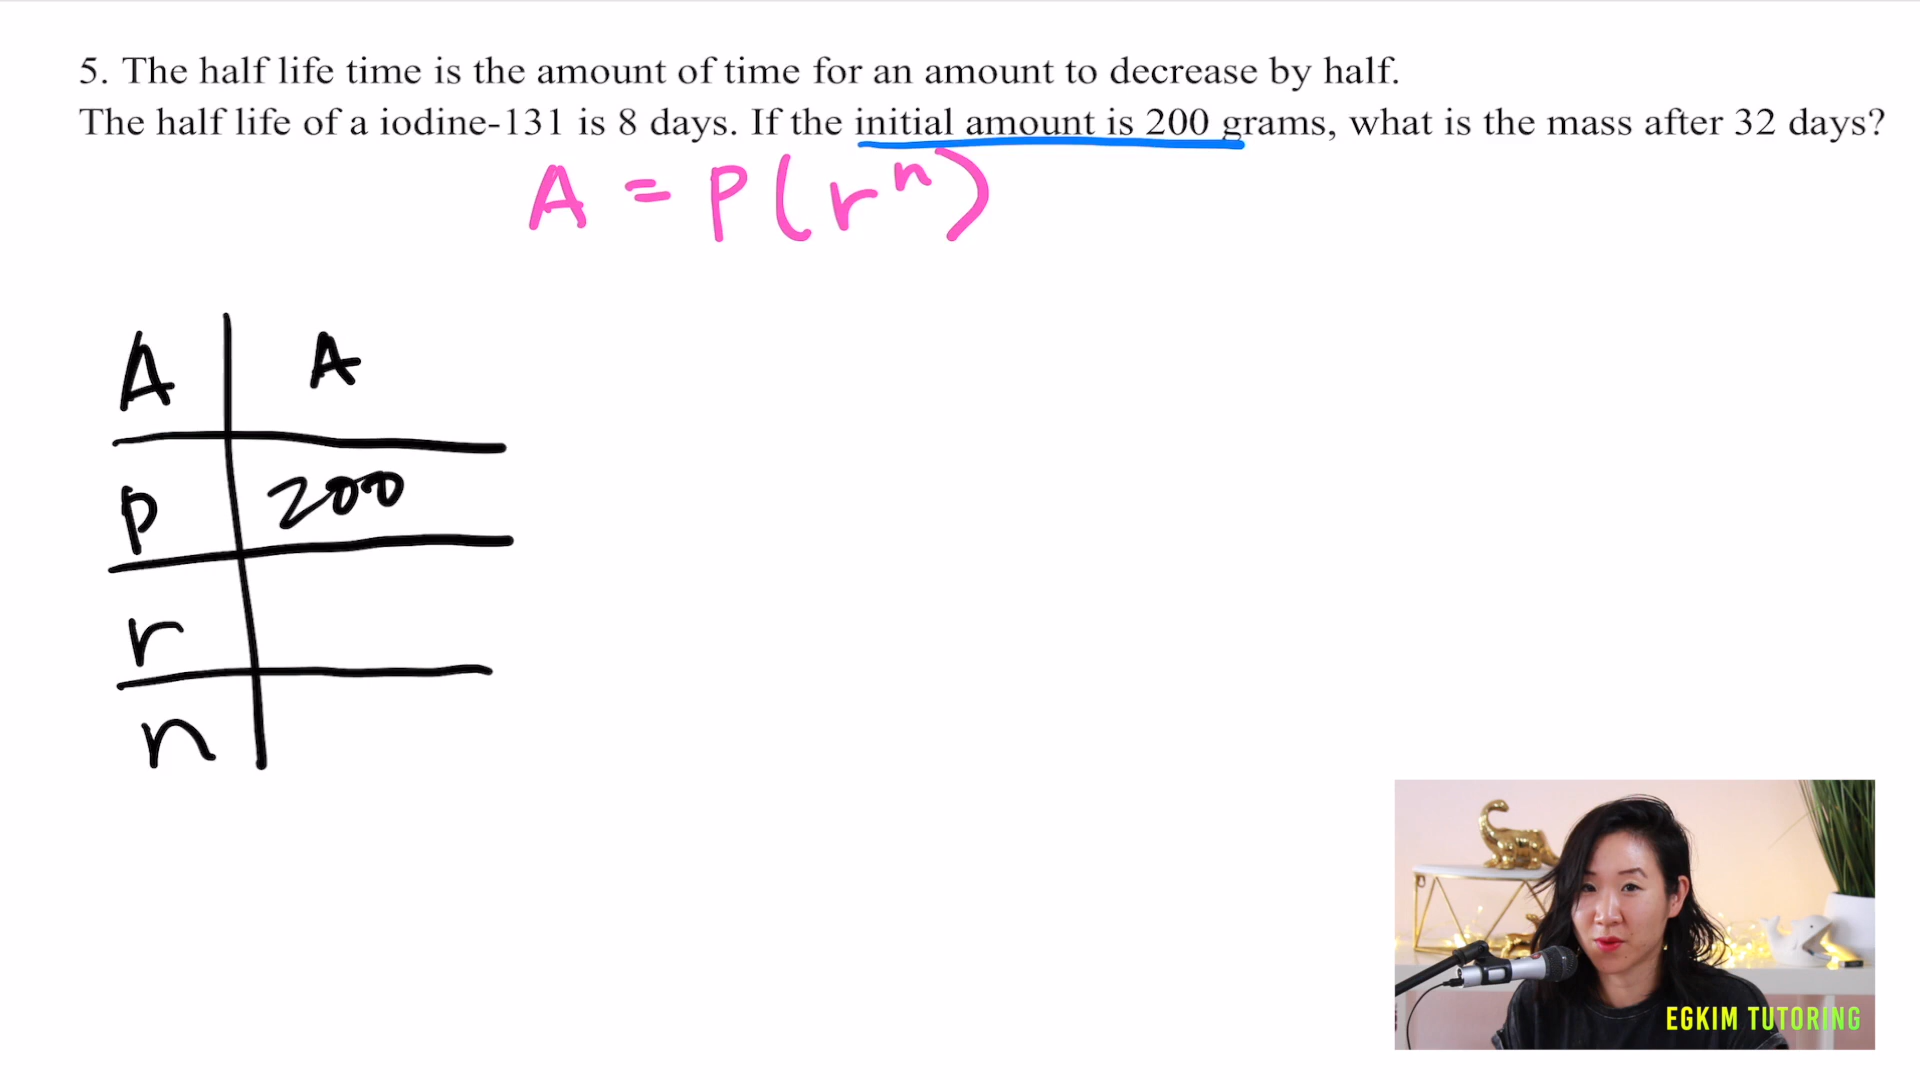 5. The half life time is the amount of time for an amount to decrease by half.
The half life of a iodine-131 is 8 days. If the initial amount is 200 grams, what is the mass after 32 days?
A = P(rⁿ)
A A
P 200
r
n
EGKIM TUTORING